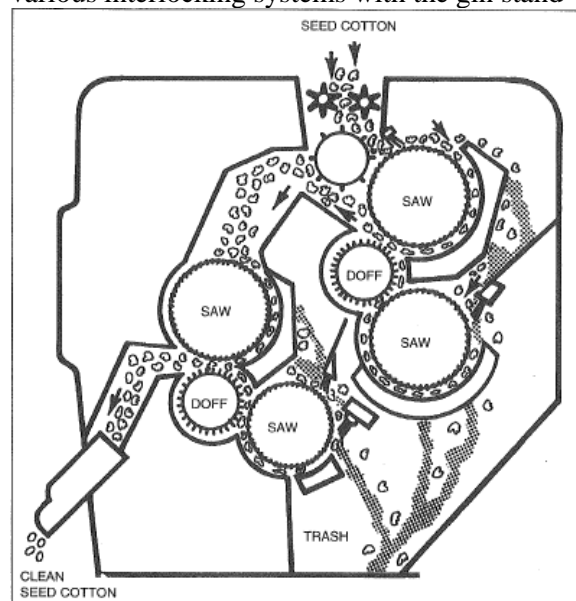 various interlocking systems with the gin stand
SEED COTTON
SAW
DOFF
SAW
SAW
DOFF
SAW
TRASH
CLEAN
SEED COTTON